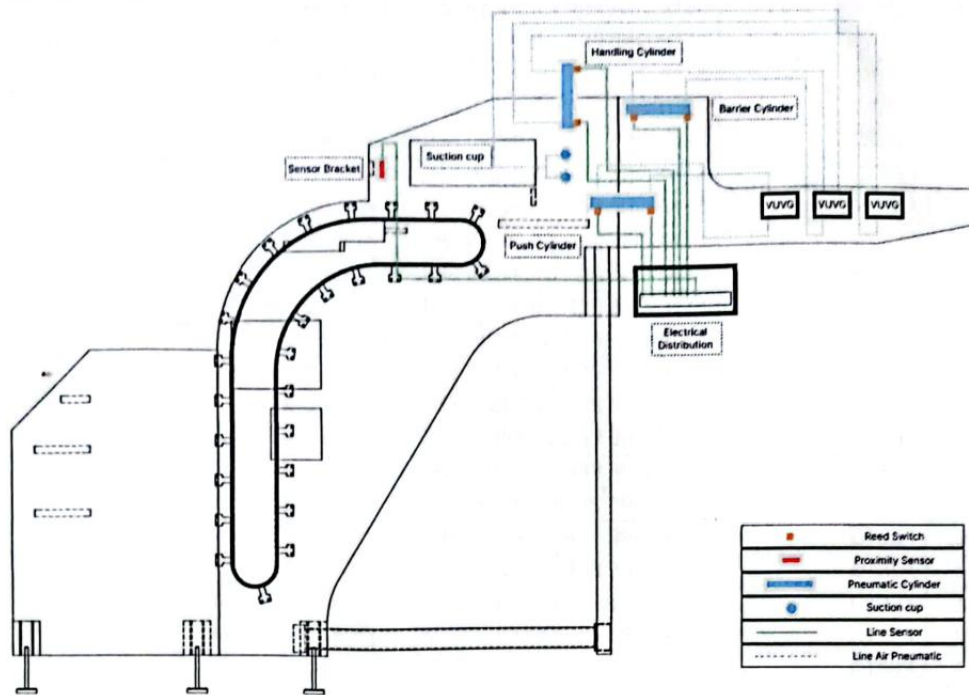 Handling Cylinder
Barrier Cylinder
Sensor Bracket
Suction cup
VUVG
VUVG
VUVG
Push Cylinder
Electrical
Distribution
Reed Switch
Proximity Sensor
Pneumatic Cylinder
Suction cup
Line Sensor
Line Air Pneumatic